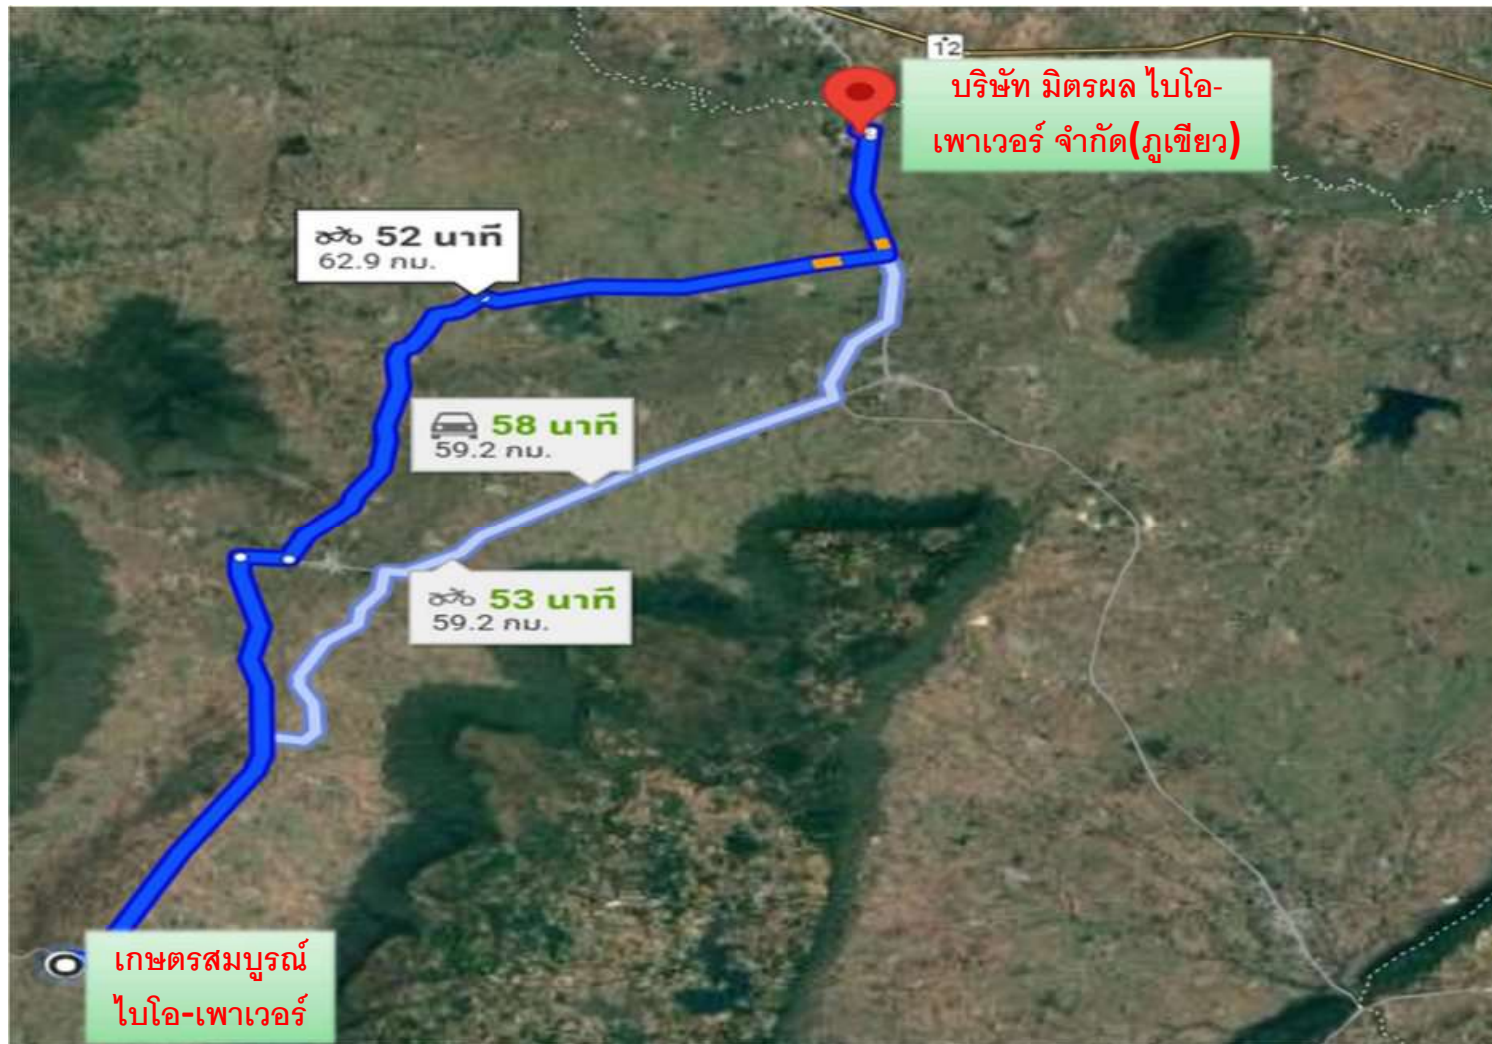 12
บริษัท มิตรผล ไบโอ-
เพาเวอร์ จำกัด(ภูเขียว)
52 นาที
62.9 กม.
58 นาที
59.2 กม.
53 นาที
59.2 กม.
เกษตรสมบูรณ์
ไบโอ-เพาเวอร์